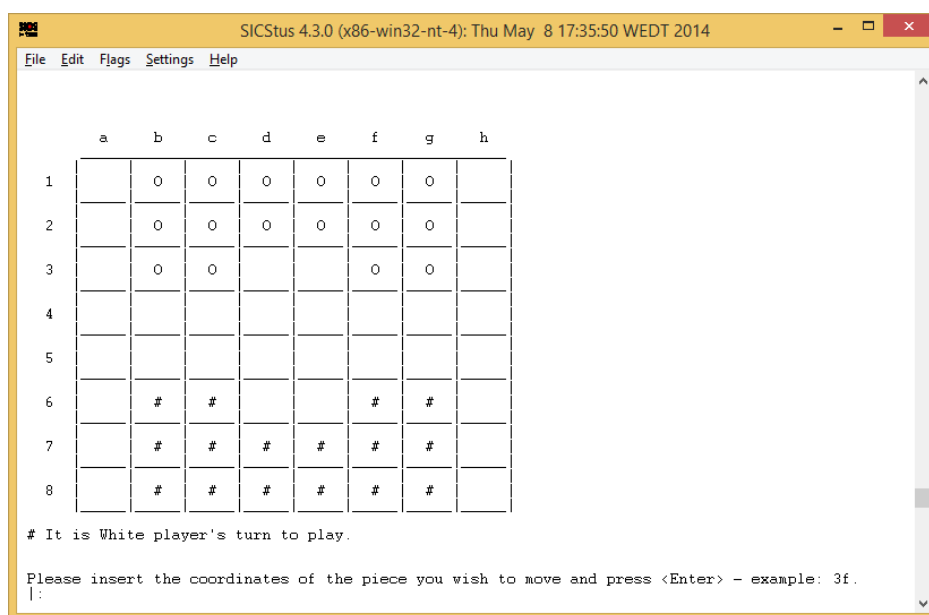 SICStus 4.3.0 (x86-win32-nt-4): Thu May 8 17:35:50 WEDT 2014
File Edit Flags Settings Help
a b c d e f g h
1 O O O O O O
2 O O O O O O
3 O O O O
4
5
6 # # # #
7 # # # # # #
8 # # # # # #
# It is White player's turn to play.
Please insert the coordinates of the piece you wish to move and press <Enter> – example: 3f.
|: